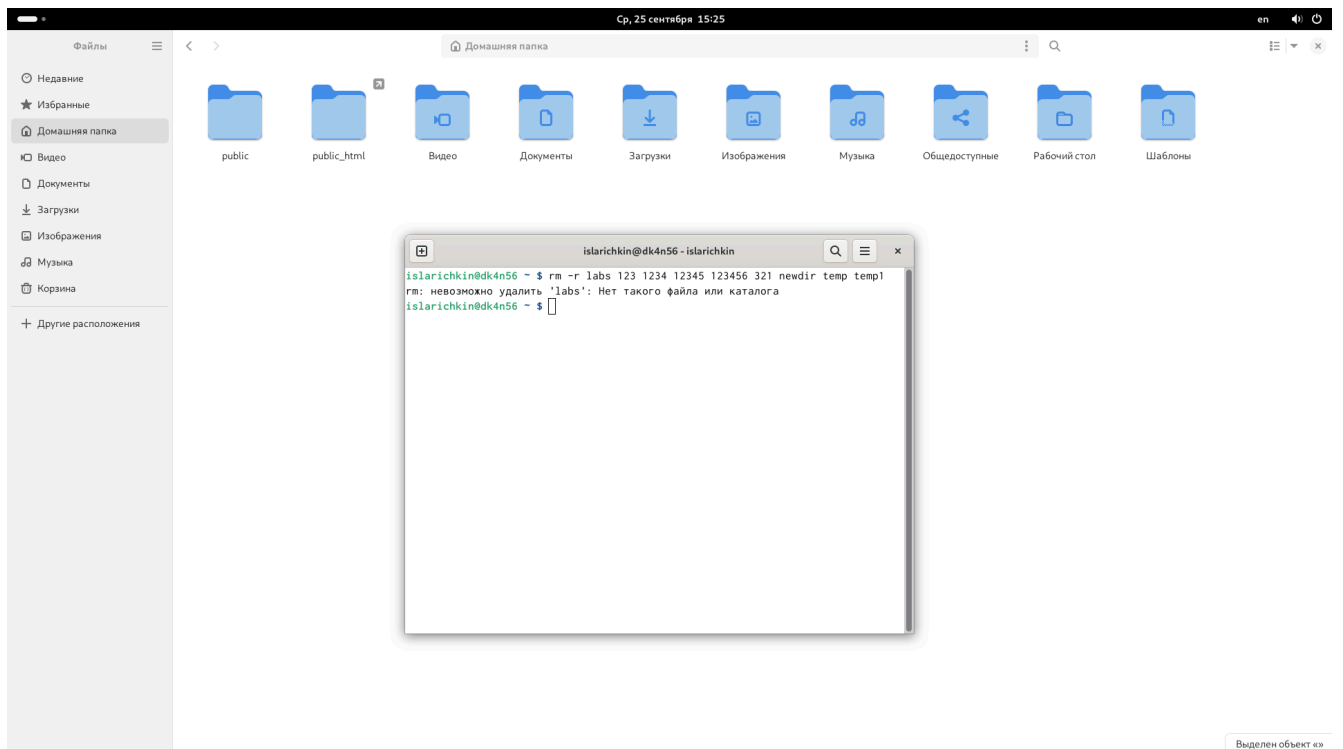 Ср, 25 сентября 15:25
en
Файлы
Домашняя папка
Недавние
Избранные
Домашняя папка
Видео
Документы
Загрузки
Изображения
Музыка
Корзина
Другие расположения
public
public_html
Видео
Документы
Загрузки
Изображения
Музыка
Общедоступные
Рабочий стол
Шаблоны
islarichkin@dk4n56 - islarichkin
islarichkin@dk4n56 ~ $ rm -r labs 123 1234 12345 123456 321 newdir temp temp1
rm: невозможно удалить 'labs': Нет такого файла или каталога
islarichkin@dk4n56 ~ $
Выделен объект «»